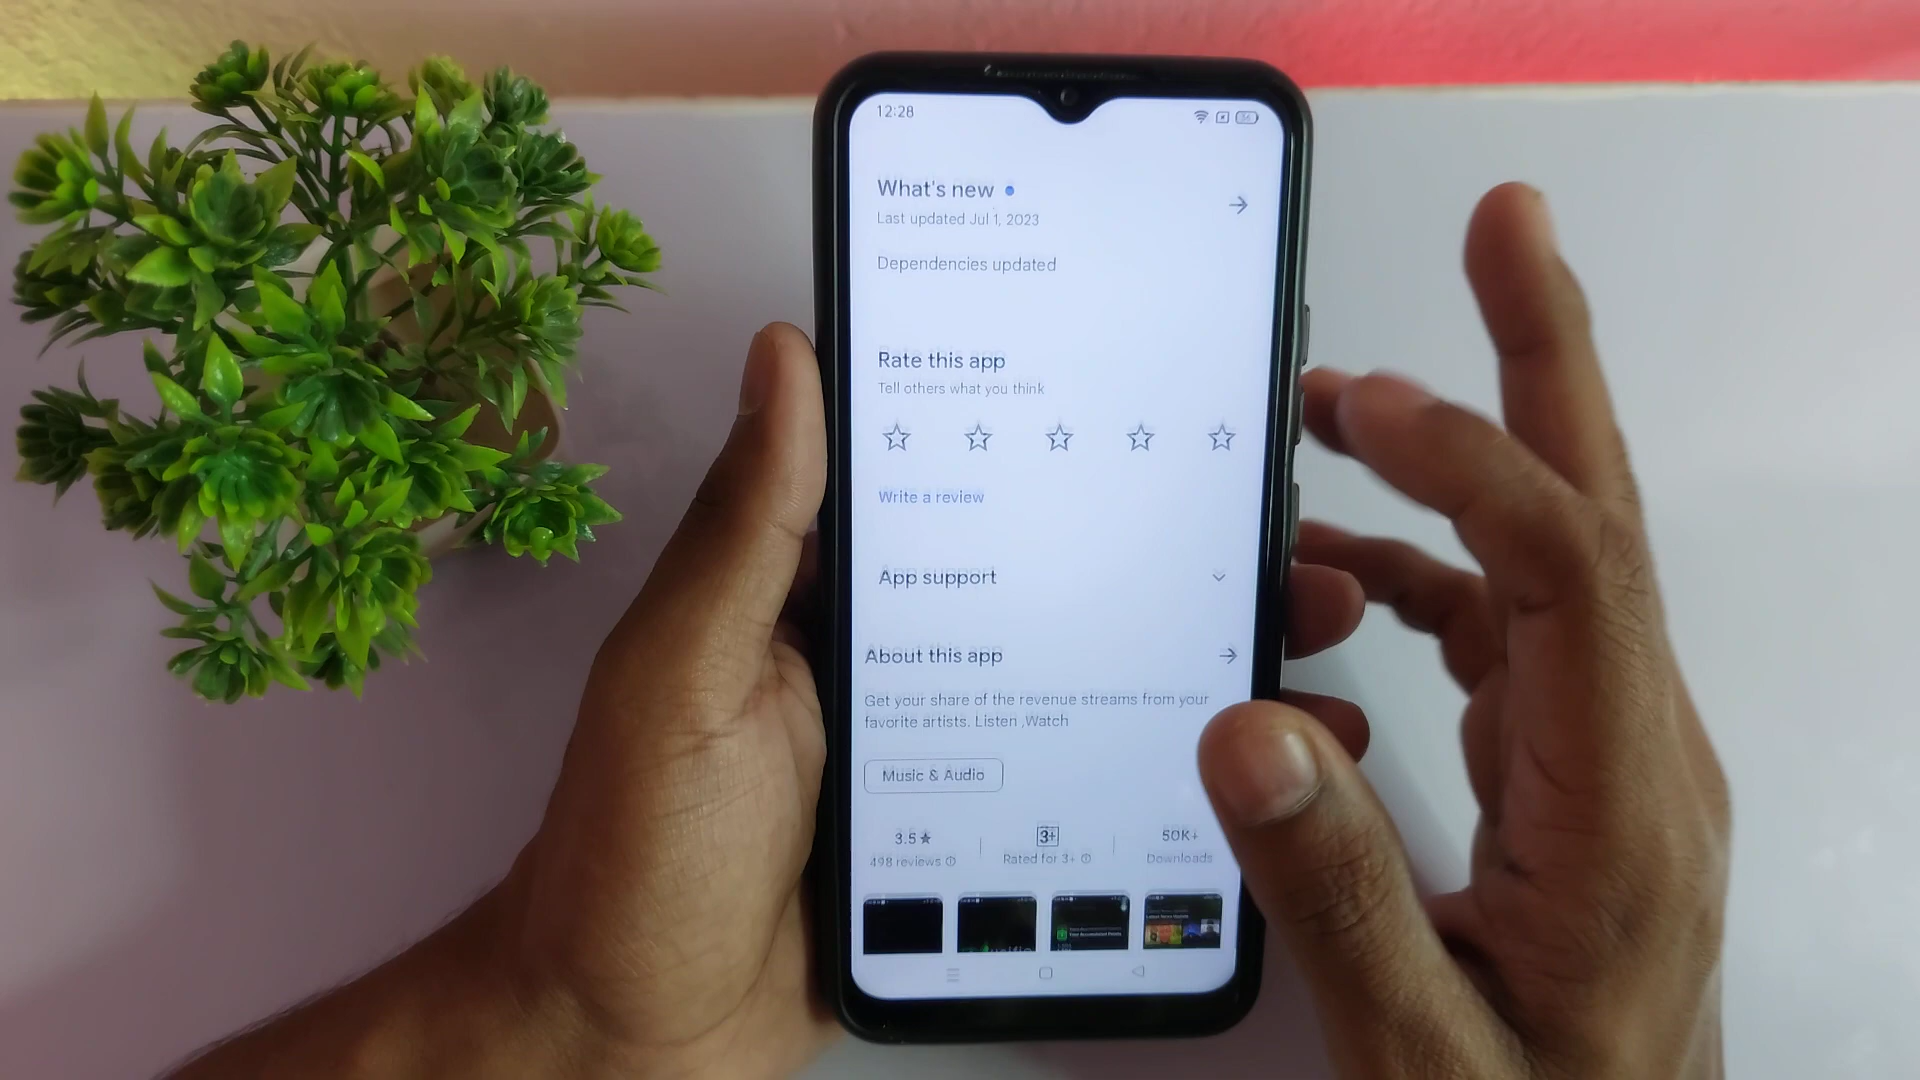 12:28
What's new
Last updated Jul 1, 2023
Dependencies updated
Rate this app
Tell others what you think
Write a review
App support
About this app
Get your share of the revenue streams from your
favorite artists. Listen ,Watch
Music & Audio
3.5★ 3+ 50K+
498 reviews Rated for 3+ Downloads